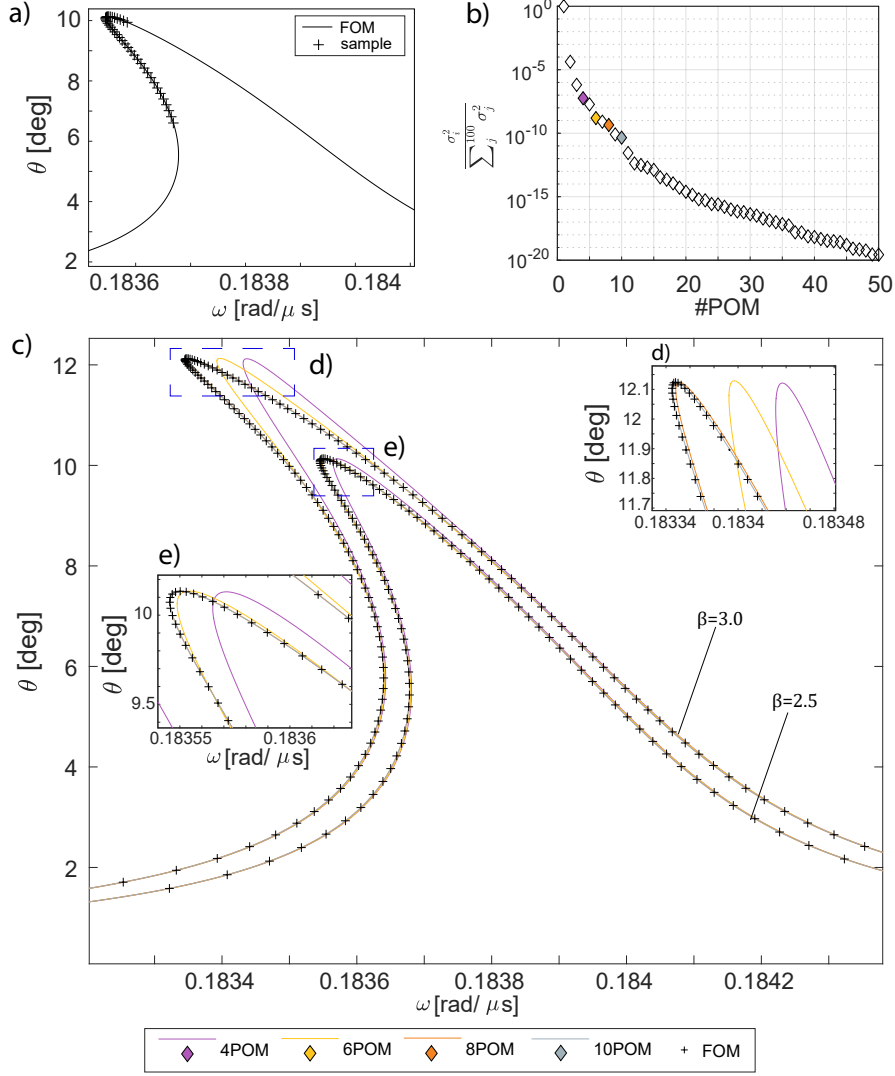 a)
10
8
6
4
2
θ [deg]
0.1836
0.1838
0.184
ω [rad/μ s]
FOM
sample
b)
10^0
10^-5
10^-10
10^-15
10^-20
σ_i^2 / ∑_j^100 σ_j^2
0
10
20
30
40
50
#POM
c)
12
10
8
6
4
2
θ [deg]
0.1834
0.1836
0.1838
0.184
0.1842
ω [rad/ μs]
d)
e)
β=3.0
β=2.5
d)
12.1
12
11.9
11.8
11.7
θ [deg]
0.18334
0.1834
0.18348
e)
10
9.5
θ [deg]
0.18355
0.1836
ω [rad/ μs]
4POM
6POM
8POM
10POM
FOM